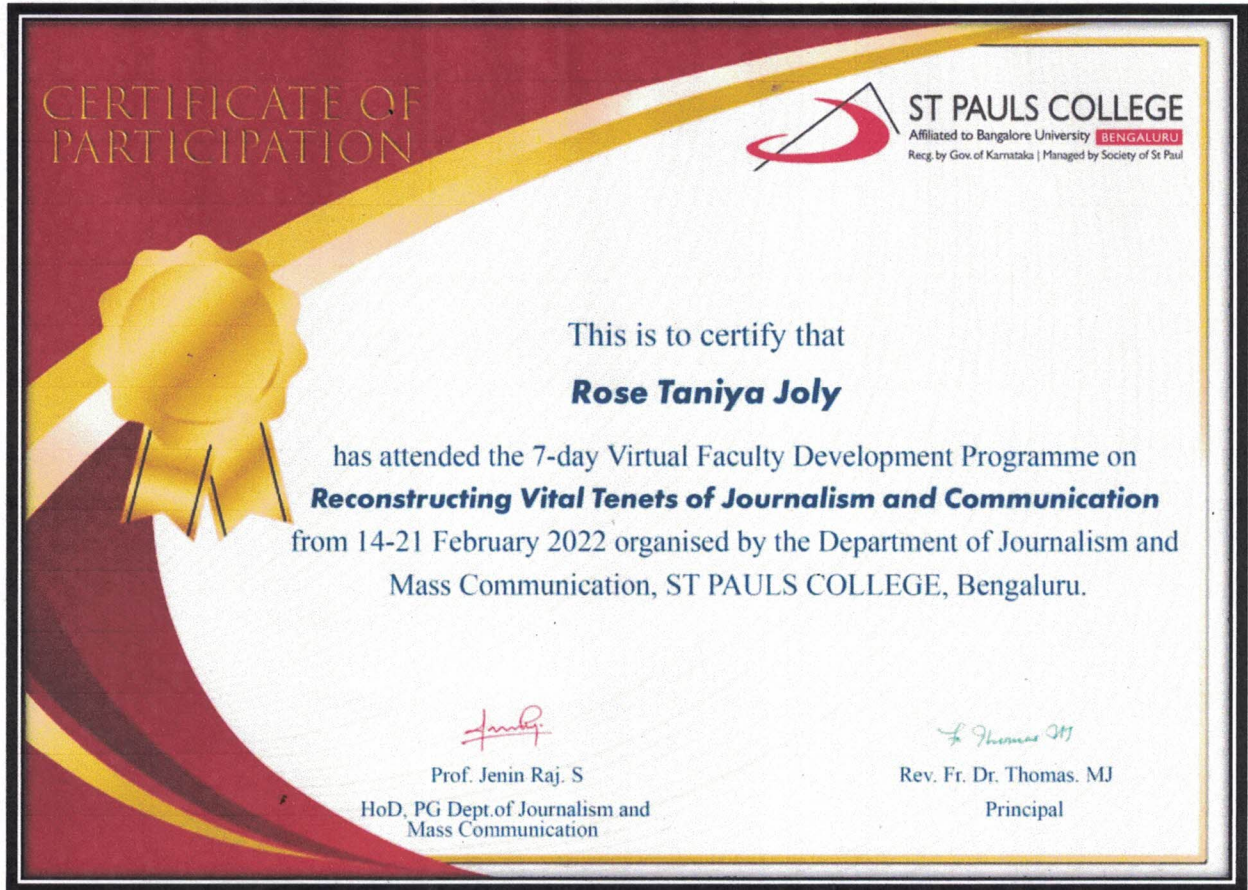 CERTIFICATE OF
PARTICIPATION
ST PAULS COLLEGE
Affiliated to Bangalore University BENGALURU
Recg. by Gov. of Karnataka | Managed by Society of St Paul
This is to certify that
Rose Taniya Joly
has attended the 7-day Virtual Faculty Development Programme on
Reconstructing Vital Tenets of Journalism and Communication
from 14-21 February 2022 organised by the Department of Journalism and
Mass Communication, ST PAULS COLLEGE, Bengaluru.
Fr Thomas MJ
Prof. Jenin Raj. S
HoD, PG Dept.of Journalism and
Mass Communication
Rev. Fr. Dr. Thomas. MJ
Principal